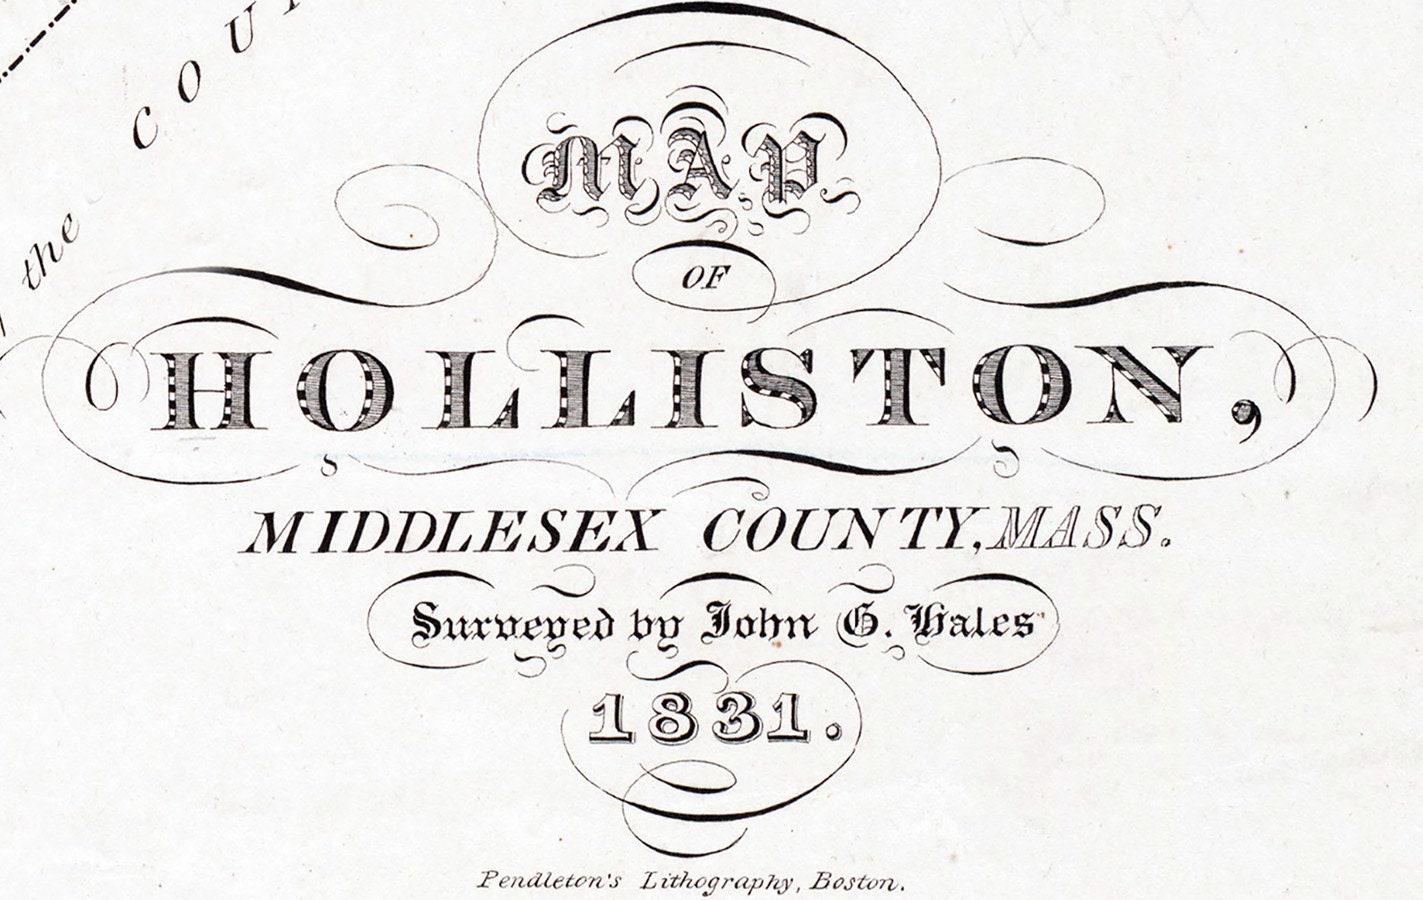 the COU
MAP.
OF
HOLLISTON,
MIDDLESEX COUNTY, MASS.
Surveyed by John G. Hales
1831.
Pendleton's Lithography, Boston.